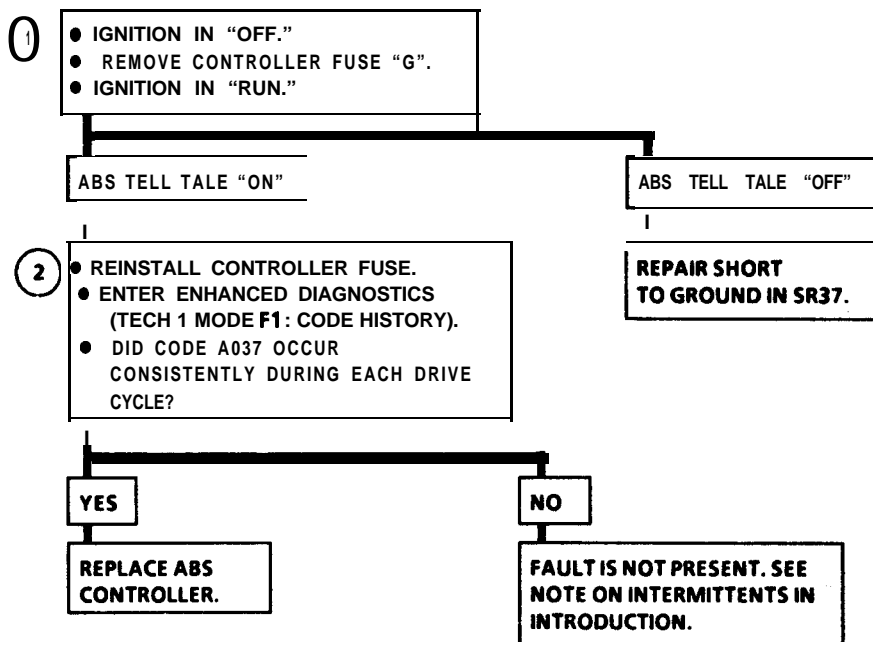 1
● IGNITION IN “OFF.”
● REMOVE CONTROLLER FUSE “G”.
● IGNITION IN “RUN.”
ABS TELL TALE “ON”
ABS TELL TALE “OFF”
2
● REINSTALL CONTROLLER FUSE.
● ENTER ENHANCED DIAGNOSTICS
(TECH 1 MODE F1: CODE HISTORY).
● DID CODE A037 OCCUR
CONSISTENTLY DURING EACH DRIVE
CYCLE?
REPAIR SHORT
TO GROUND IN SR37.
YES
NO
REPLACE ABS
CONTROLLER.
FAULT IS NOT PRESENT. SEE
NOTE ON INTERMITTENTS IN
INTRODUCTION.